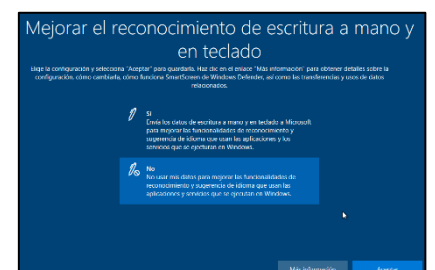 Mejorar el reconocimiento de escritura a mano y
en teclado
Elige la configuración y selecciona "Aceptar" para guardarla. Haz clic en el enlace "Más información" para obtener detalles sobre la
configuración, cómo cambiarla, cómo funciona SmartScreen de Windows Defender, así como las transferencias y usos de datos
relacionados.
Sí
Envía los datos de escritura a mano y en teclado a Microsoft
para mejorar las funcionalidades de reconocimiento y
sugerencia de idioma que usan las aplicaciones y los
servicios que se ejecutan en Windows.
No
No usar mis datos para mejorar las funcionalidades de
reconocimiento y sugerencia de idioma que usan las
aplicaciones y servicios que se ejecutan en Windows.
Más información
Aceptar